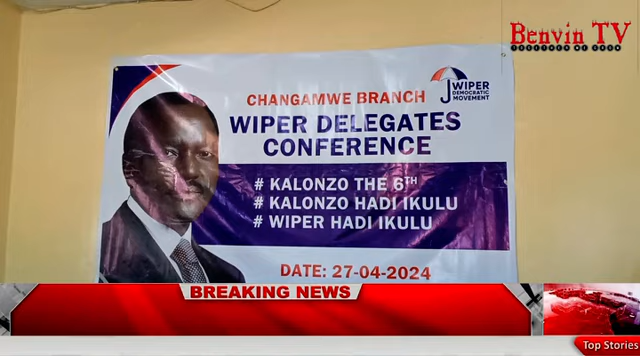 Benvin TV
CHANGAMWE BRANCH
WIPER
DEMOCRATIC
MOVEMENT
WIPER DELEGATES
CONFERENCE
# KALONZO THE 6TH
# KALONZO HADI IKULU
# WIPER HADI IKULU
DATE: 27-04-2024
BREAKING NEWS
Top Stories